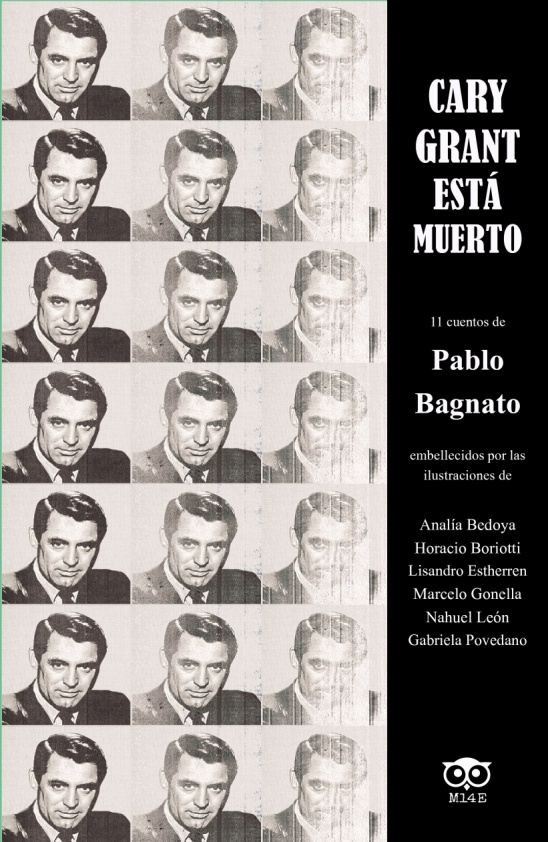 CARY
GRANT
ESTÁ
MUERTO
11 cuentos de
Pablo
Bagnato
embellecidos por las
ilustraciones de
Analía Bedoya
Horacio Boriotti
Lisandro Estherren
Marcelo Gonella
Nahuel León
Gabriela Povedano
M14E